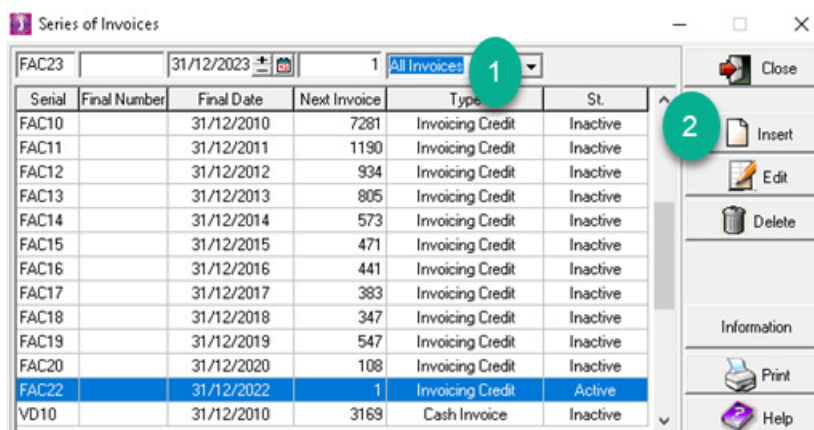 Series of Invoices
FAC23 31/12/2023 1 All Invoices 1
Close
Serial Final Number Final Date Next Invoice Type St.
FAC10 31/12/2010 7281 Invoicing Credit Inactive
2 Insert
FAC11 31/12/2011 1190 Invoicing Credit Inactive
FAC12 31/12/2012 934 Invoicing Credit Inactive
Edit
FAC13 31/12/2013 805 Invoicing Credit Inactive
FAC14 31/12/2014 573 Invoicing Credit Inactive
Delete
FAC15 31/12/2015 471 Invoicing Credit Inactive
FAC16 31/12/2016 441 Invoicing Credit Inactive
FAC17 31/12/2017 383 Invoicing Credit Inactive
FAC18 31/12/2018 347 Invoicing Credit Inactive
Information
FAC19 31/12/2019 547 Invoicing Credit Inactive
FAC20 31/12/2020 108 Invoicing Credit Inactive
Print
FAC22 31/12/2022 1 Invoicing Credit Active
VD10 31/12/2010 3169 Cash Invoice Inactive
Help